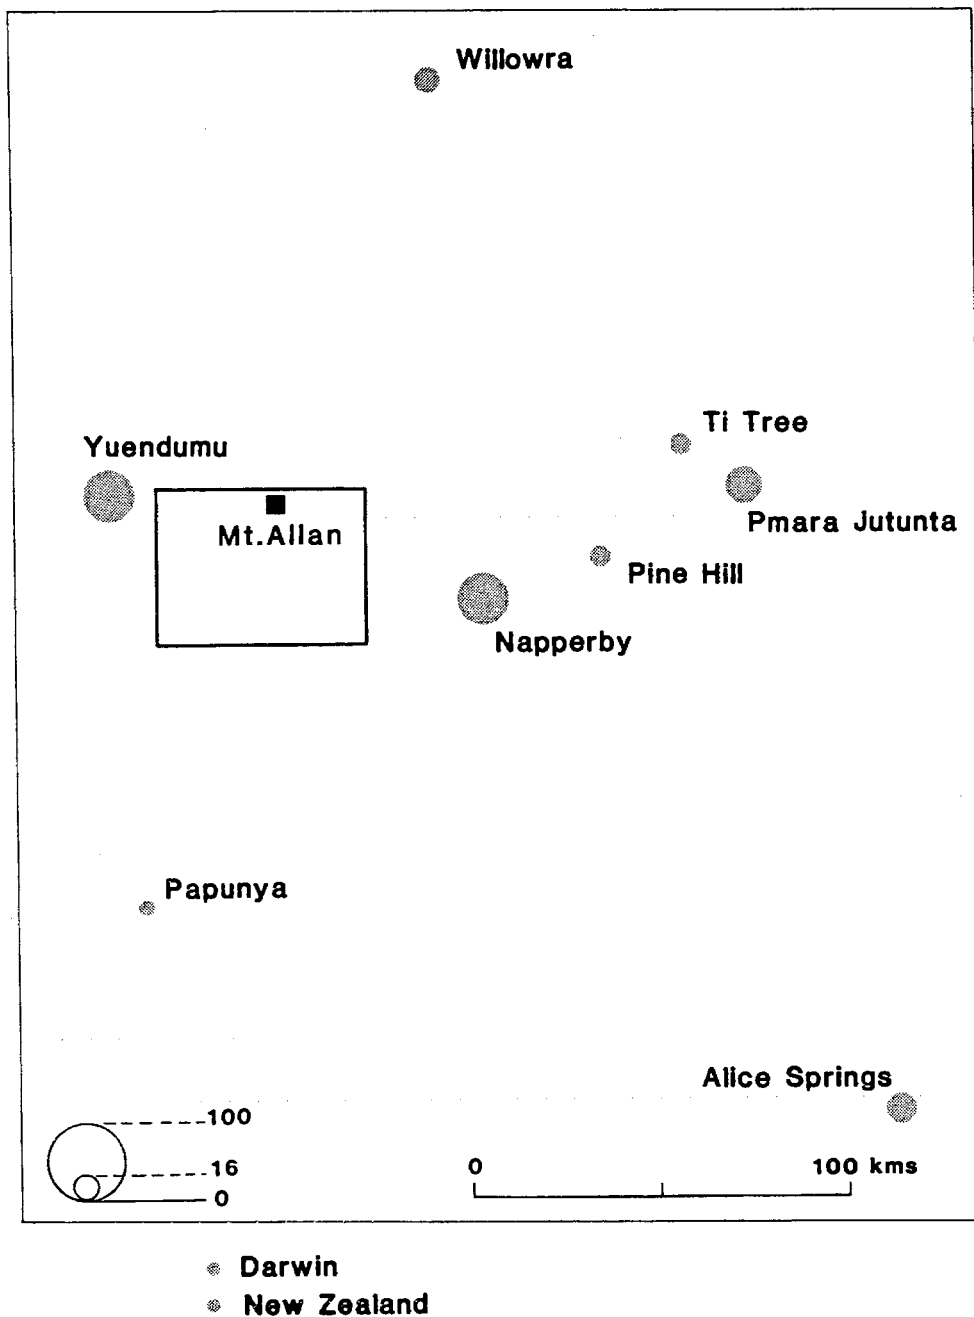 Willowra
Ti Tree
Yuendumu
Pmara Jutunta
Mt.Allan
Pine Hill
Napperby
Papunya
Alice Springs
100
16
0
0
100 kms
Darwin
New Zealand